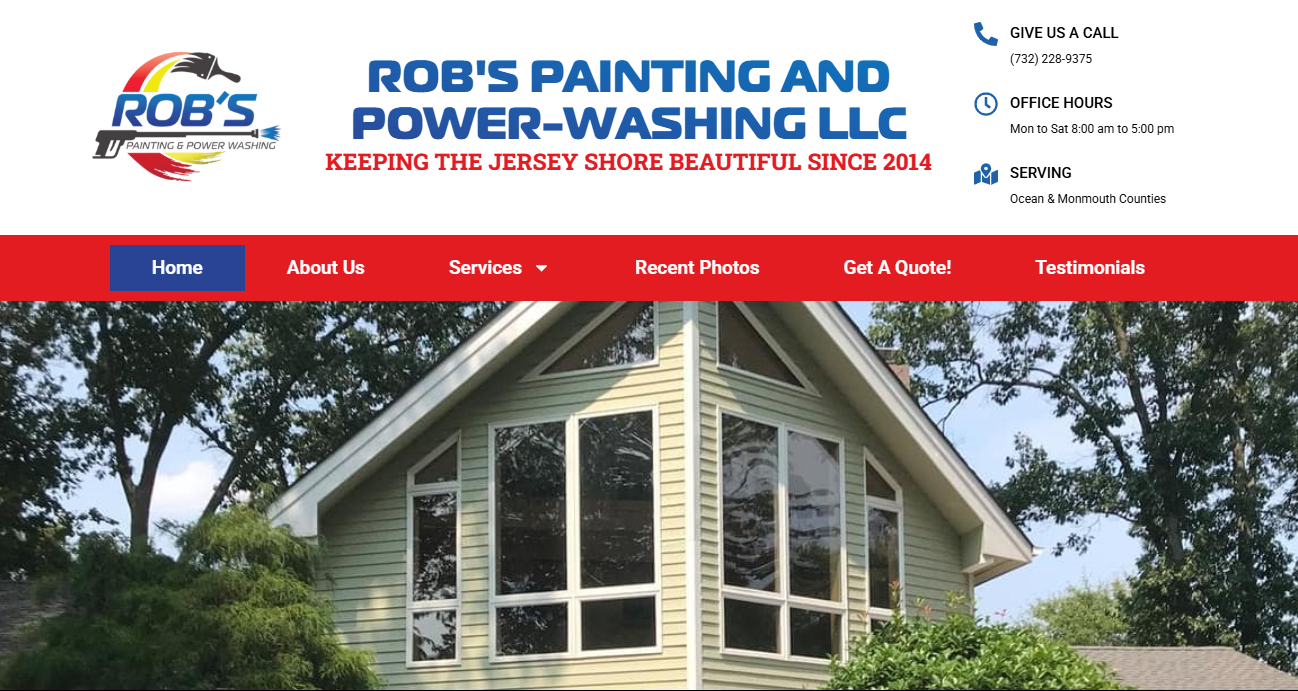 ROB'S
PAINTING & POWER WASHING
ROB'S PAINTING AND
POWER-WASHING LLC
KEEPING THE JERSEY SHORE BEAUTIFUL SINCE 2014
GIVE US A CALL
(732) 228-9375
OFFICE HOURS
Mon to Sat 8:00 am to 5:00 pm
SERVING
Ocean & Monmouth Counties
Home About Us Services Recent Photos Get A Quote! Testimonials